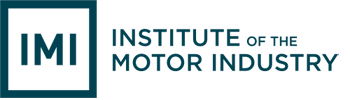 IMI
INSTITUTE OF THE
MOTOR INDUSTRY